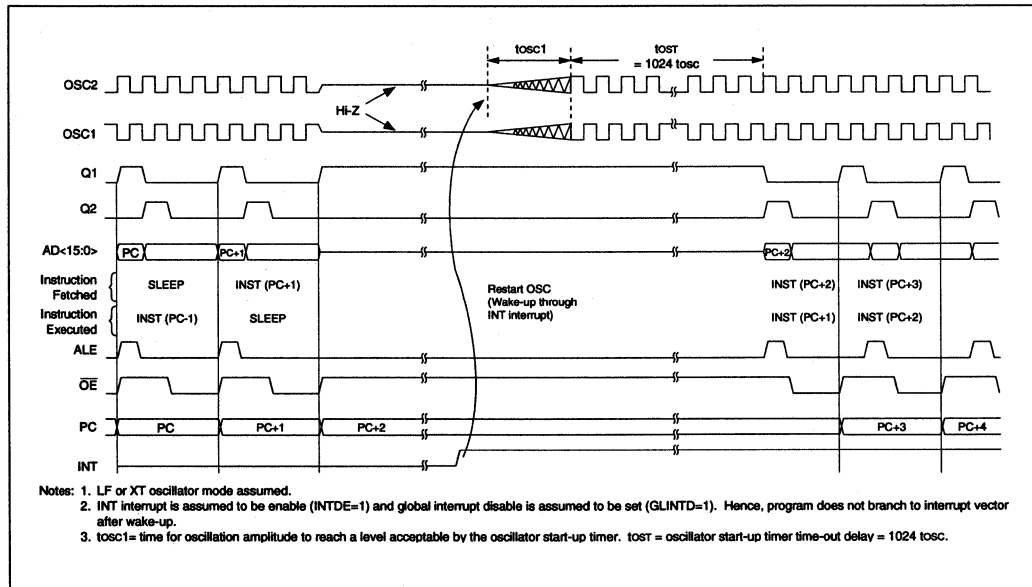 tosc1
tOST
= 1024 tosc
OSC2
Hi-Z
OSC1
Q1
Q2
AD<15:0>
PC
PC+1
PC+2
Instruction
Fetched
SLEEP
INST (PC+1)
INST (PC+2)
INST (PC+3)
Restart OSC
(Wake-up through
INT interrupt)
Instruction
Executed
INST (PC-1)
SLEEP
INST (PC+1)
INST (PC+2)
ALE
OE
PC
PC
PC+1
PC+2
PC+3
PC+4
INT
Notes: 1. LF or XT oscillator mode assumed.
2. INT interrupt is assumed to be enable (INTDE=1) and global interrupt disable is assumed to be set (GLINTD=1). Hence, program does not branch to interrupt vector
after wake-up.
3. tosc1= time for oscillation amplitude to reach a level acceptable by the oscillator start-up timer. tOST = oscillator start-up timer time-out delay = 1024 tosc.